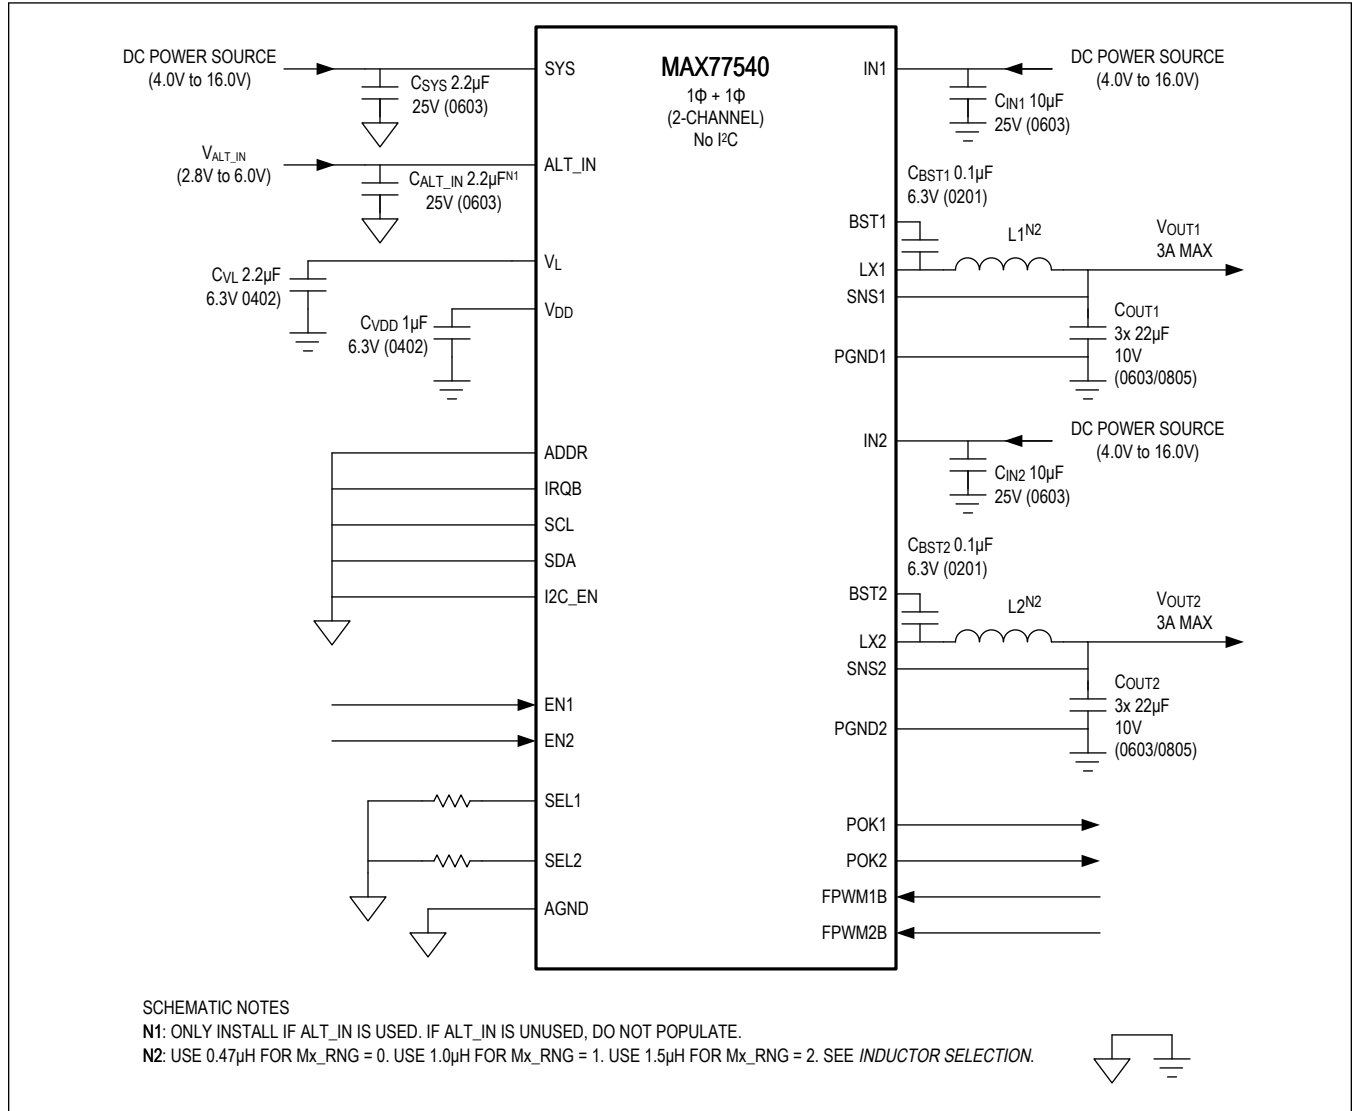 DC POWER SOURCE
(4.0V to 16.0V)
CSYS 2.2µF
25V (0603)
SYS
VALT_IN
(2.8V to 6.0V)
CALT_IN 2.2µFN1
25V (0603)
ALT_IN
CVL 2.2µF
6.3V 0402)
VL
CVDD 1µF
6.3V (0402)
VDD
ADDR
IRQB
SCL
SDA
I2C_EN
EN1
EN2
SEL1
SEL2
AGND
MAX77540
1Φ + 1Φ
(2-CHANNEL)
No I²C
IN1
DC POWER SOURCE
(4.0V to 16.0V)
CIN1 10µF
25V (0603)
CBST1 0.1µF
6.3V (0201)
BST1
L1N2
VOUT1
3A MAX
LX1
SNS1
COUT1
3x 22µF
10V
(0603/0805)
PGND1
IN2
DC POWER SOURCE
(4.0V to 16.0V)
CIN2 10µF
25V (0603)
CBST2 0.1µF
6.3V (0201)
BST2
L2N2
VOUT2
3A MAX
LX2
SNS2
COUT2
3x 22µF
10V
(0603/0805)
PGND2
POK1
POK2
FPWM1B
FPWM2B
SCHEMATIC NOTES
N1: ONLY INSTALL IF ALT_IN IS USED. IF ALT_IN IS UNUSED, DO NOT POPULATE.
N2: USE 0.47µH FOR Mx_RNG = 0. USE 1.0µH FOR Mx_RNG = 1. USE 1.5µH FOR Mx_RNG = 2. SEE INDUCTOR SELECTION.